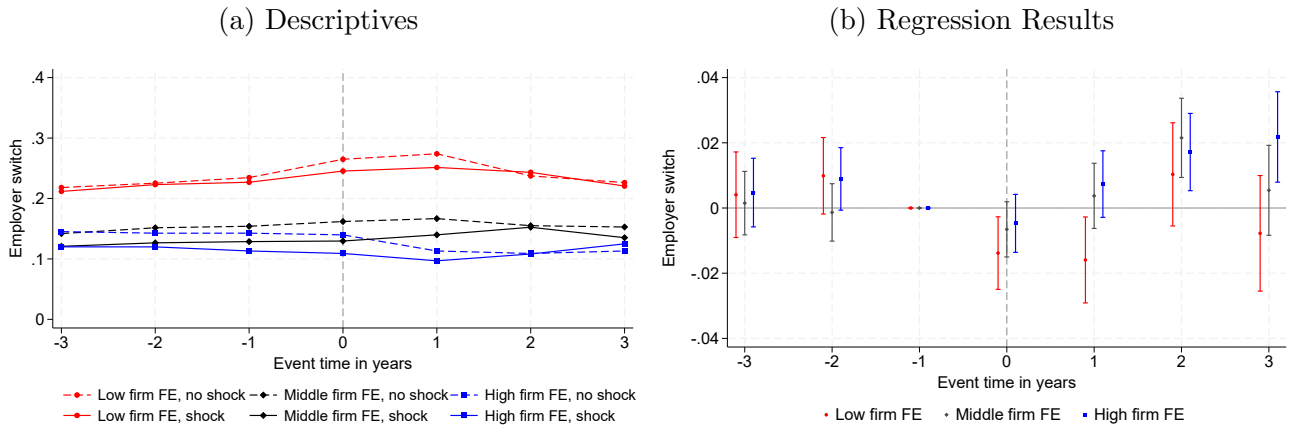 (a) Descriptives
.4
.3
.2
.1
0
Employer switch
-3 -2 -1 0 1 2 3
Event time in years
Low firm FE, no shock Middle firm FE, no shock High firm FE, no shock
Low firm FE, shock Middle firm FE, shock High firm FE, shock
(b) Regression Results
.04
.02
0
-.02
-.04
Employer switch
-3 -2 -1 0 1 2 3
Event time in years
Low firm FE Middle firm FE High firm FE